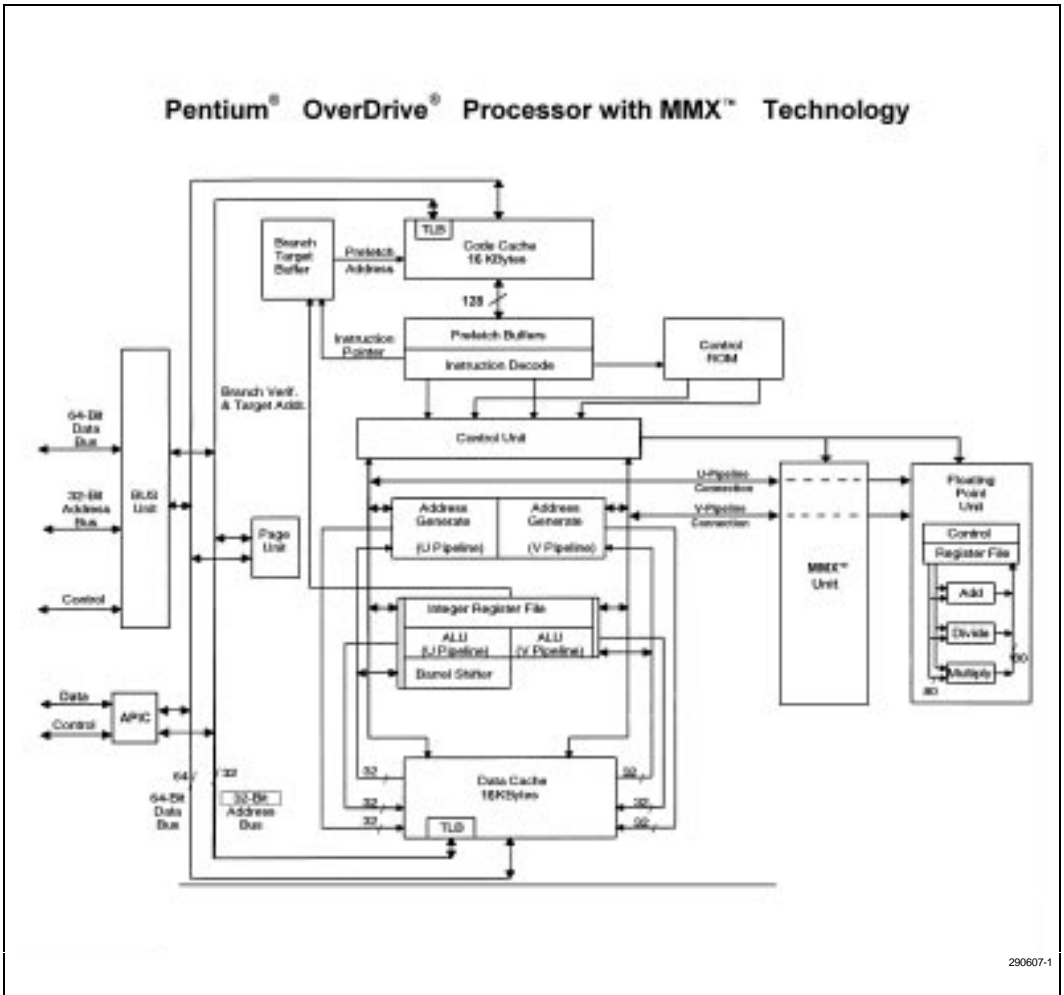 Pentium® OverDrive® Processor with MMX™ Technology
TLB
Code Cache
16 KBytes
Branch
Target
Buffer
Prefetch
Address
128
Prefetch Buffers
Instruction Decode
Instruction
Pointer
Control
ROM
Branch Verif.
& Target Addr.
Control Unit
64-Bit
Data
Bus
32-Bit
Address
Bus
Control
BUS
Unit
Page
Unit
U-Pipeline
Connection
V-Pipeline
Connection
Address
Generate
(U Pipeline)
Address
Generate
(V Pipeline)
MMX™
Unit
Floating
Point
Unit
Control
Register File
Add
Divide
Multiply
80
80
Integer Register File
ALU
(U Pipeline)
ALU
(V Pipeline)
Barrel Shifter
Data
Control
APIC
64
32
64-Bit
Data
Bus
32-Bit
Address
Bus
32
32
32
Data Cache
16KBytes
TLB
32
32
32
290607-1